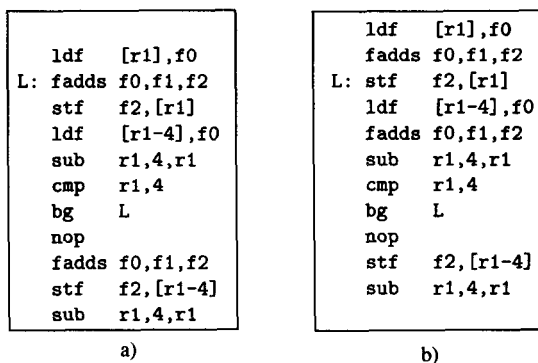 ldf [r1],f0
L: fadds f0,f1,f2
stf f2,[r1]
ldf [r1-4],f0
sub r1,4,r1
cmp r1,4
bg L
nop
fadds f0,f1,f2
stf f2,[r1-4]
sub r1,4,r1
a)
ldf [r1],f0
fadds f0,f1,f2
L: stf f2,[r1]
ldf [r1-4],f0
fadds f0,f1,f2
sub r1,4,r1
cmp r1,4
bg L
nop
stf f2,[r1-4]
sub r1,4,r1
b)